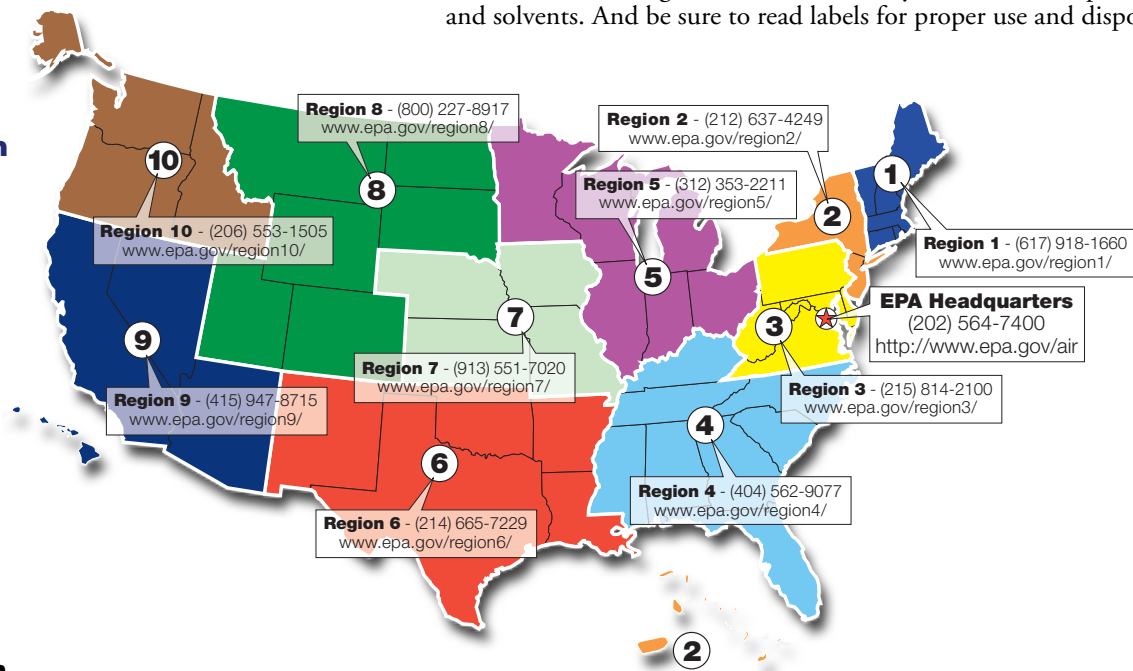 and solvents. And be sure to read labels for proper use and dispo
Region 8 - (800) 227-8917
www.epa.gov/region8/
Region 2 - (212) 637-4249
www.epa.gov/region2/
10
8
Region 5 - (312) 353-2211
www.epa.gov/region5/
1
2
Region 10 - (206) 553-1505
www.epa.gov/region10/
Region 1 - (617) 918-1660
www.epa.gov/region1/
5
EPA Headquarters
(202) 564-7400
http://www.epa.gov/air
7
3
9
Region 7 - (913) 551-7020
www.epa.gov/region7/
Region 3 - (215) 814-2100
www.epa.gov/region3/
Region 9 - (415) 947-8715
www.epa.gov/region9/
4
6
Region 4 - (404) 562-9077
www.epa.gov/region4/
Region 6 - (214) 665-7229
www.epa.gov/region6/
2